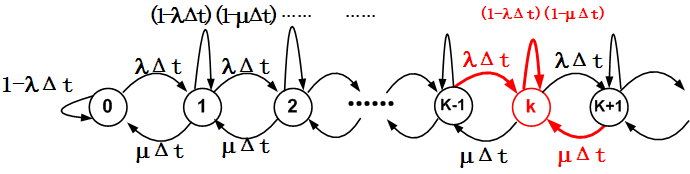 (1-λΔt)(1-μΔt) ...... ......
(1-λΔt)(1-μΔt)
1-λΔt λΔt λΔt λΔt λΔt
0 1 2 ...... K-1 k K+1
μΔt μΔt μΔt μΔt